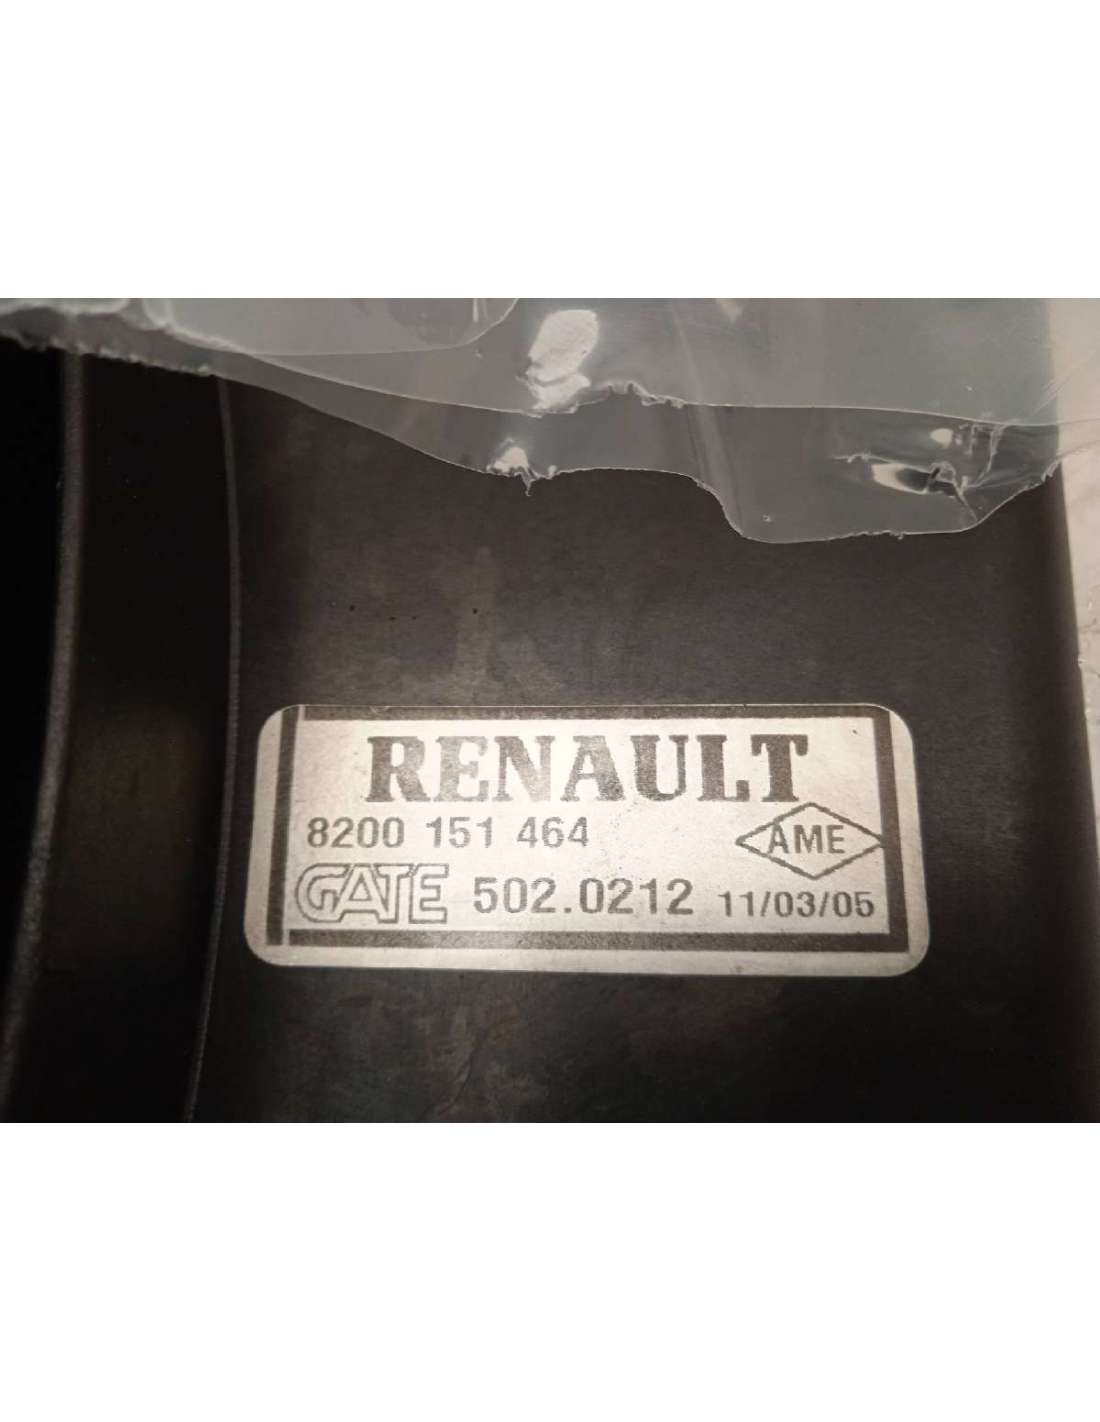 RENAULT
8200 151 464
AME
GATE 502.0212 11/03/05